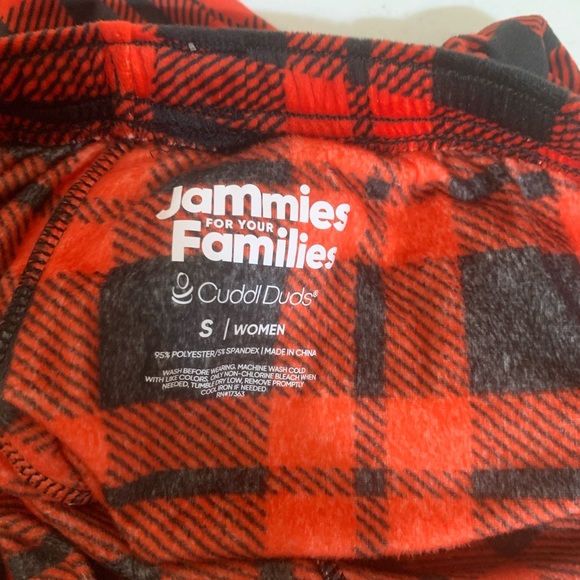 Jammies
FOR YOUR
Families
Cuddl Duds®
S | WOMEN
95% POLYESTER/5% SPANDEX | MADE IN CHINA
WASH BEFORE WEARING. MACHINE WASH COLD
WITH LIKE COLORS, ONLY NON-CHLORINE BLEACH WHEN
NEEDED, TUMBLE DRY LOW, REMOVE PROMPTLY
COOL IRON IF NEEDED
RN#17363